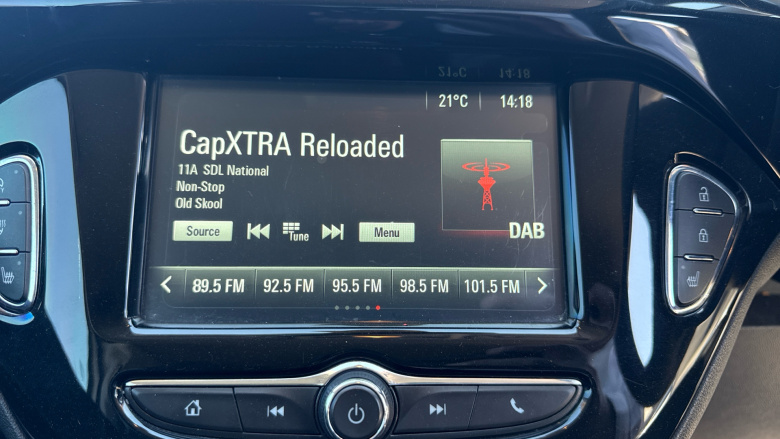 21°C 14:18
CapXTRA Reloaded
11A SDL National
Non-Stop
Old Skool
Source Tune Menu
DAB
89.5 FM 92.5 FM 95.5 FM 98.5 FM 101.5 FM